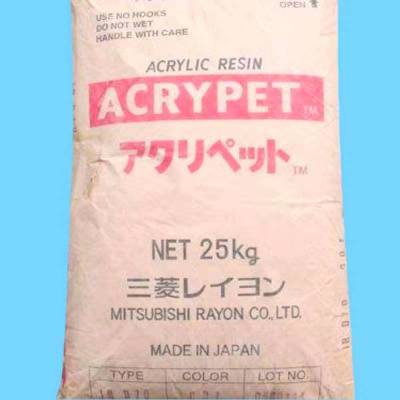 USE NO HOOKS
OPEN
DO NOT WET
HANDLE WITH CARE
ACRYLIC RESIN
ACRYPET TM
アクリペット TM
NET 25kg
三菱レイヨン
MITSUBISHI RAYON CO.,LTD.
MADE IN JAPAN
TYPE COLOR LOT NO.